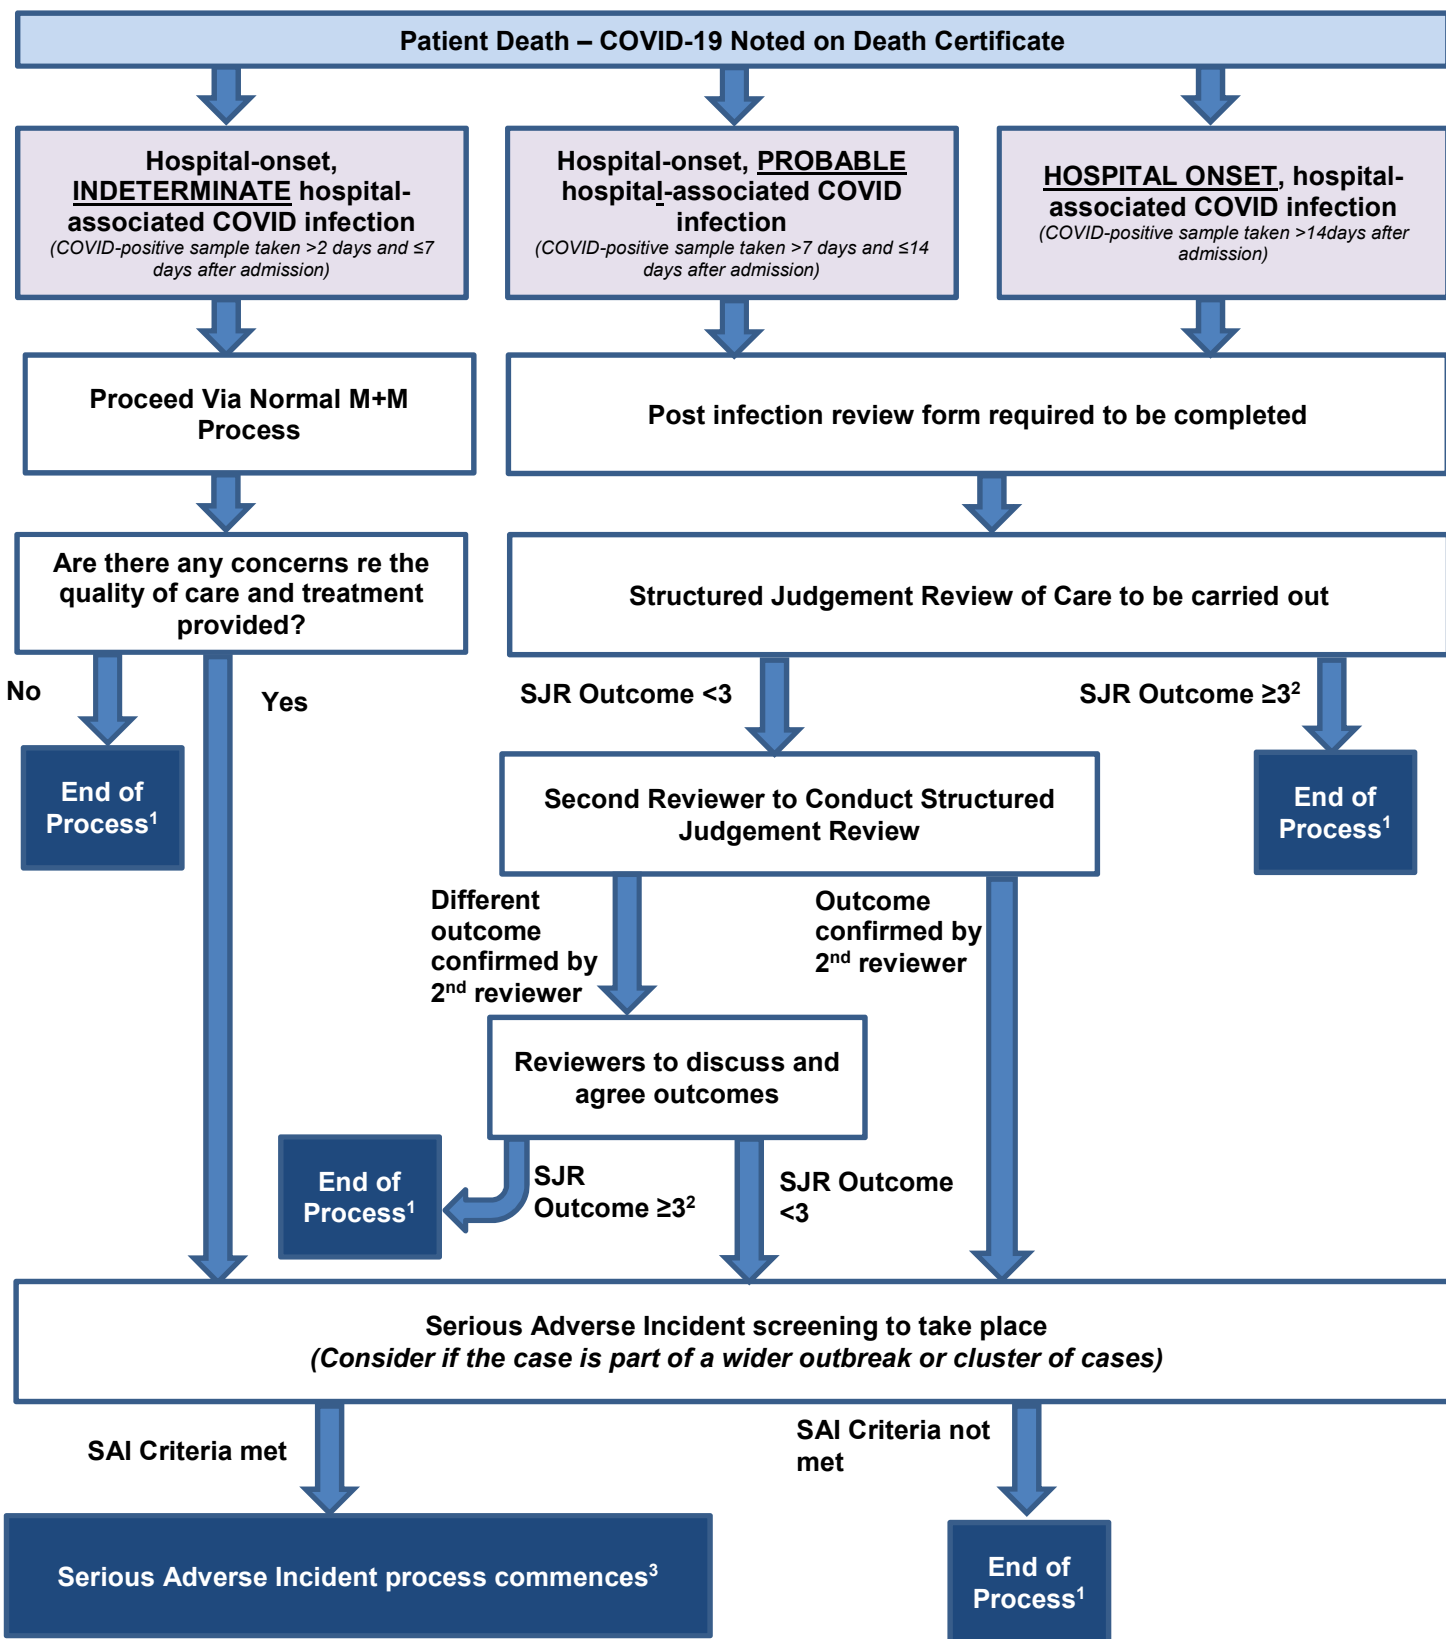 Patient Death – COVID-19 Noted on Death Certificate
Hospital-onset,
INDETERMINATE hospital-
associated COVID infection
(COVID-positive sample taken >2 days and ≤7
days after admission)
Hospital-onset, PROBABLE
hospital-associated COVID
infection
(COVID-positive sample taken >7 days and ≤14
days after admission)
HOSPITAL ONSET, hospital-
associated COVID infection
(COVID-positive sample taken >14days after
admission)
Proceed Via Normal M+M
Process
Post infection review form required to be completed
Are there any concerns re the
quality of care and treatment
provided?
Structured Judgement Review of Care to be carried out
No
Yes
SJR Outcome <3
SJR Outcome ≥3²
End of
Process¹
Second Reviewer to Conduct Structured
Judgement Review
End of
Process¹
Different
outcome
confirmed by
2nd reviewer
Outcome
confirmed by
2nd reviewer
Reviewers to discuss and
agree outcomes
End of
Process¹
SJR
Outcome ≥3²
SJR Outcome
<3
Serious Adverse Incident screening to take place
(Consider if the case is part of a wider outbreak or cluster of cases)
SAI Criteria met
SAI Criteria not
met
Serious Adverse Incident process commences³
End of
Process¹